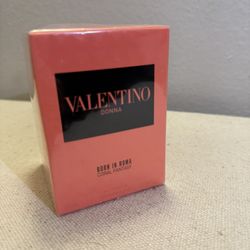 VALENTINO
DONNA
BORN IN ROMA
CORAL FANTASY